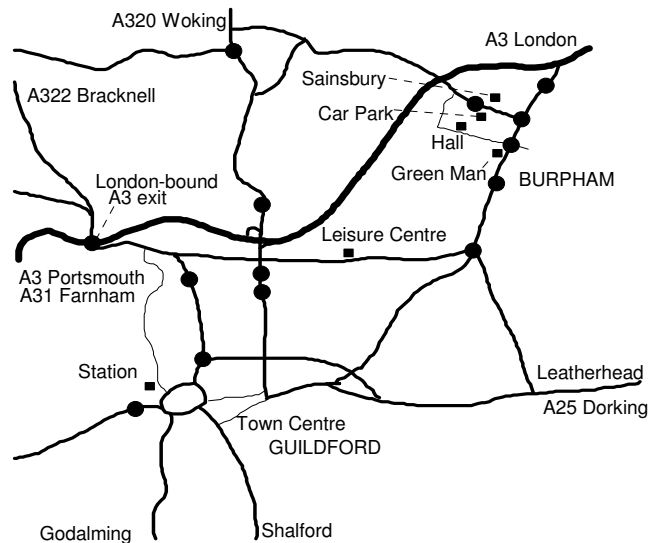 A320 Woking
A3 London
Sainsbury
A322 Bracknell
Car Park
Hall
Green Man
London-bound
A3 exit
BURPHAM
Leisure Centre
A3 Portsmouth
A31 Farnham
Station
Leatherhead
A25 Dorking
Town Centre
GUILDFORD
Godalming
Shalford